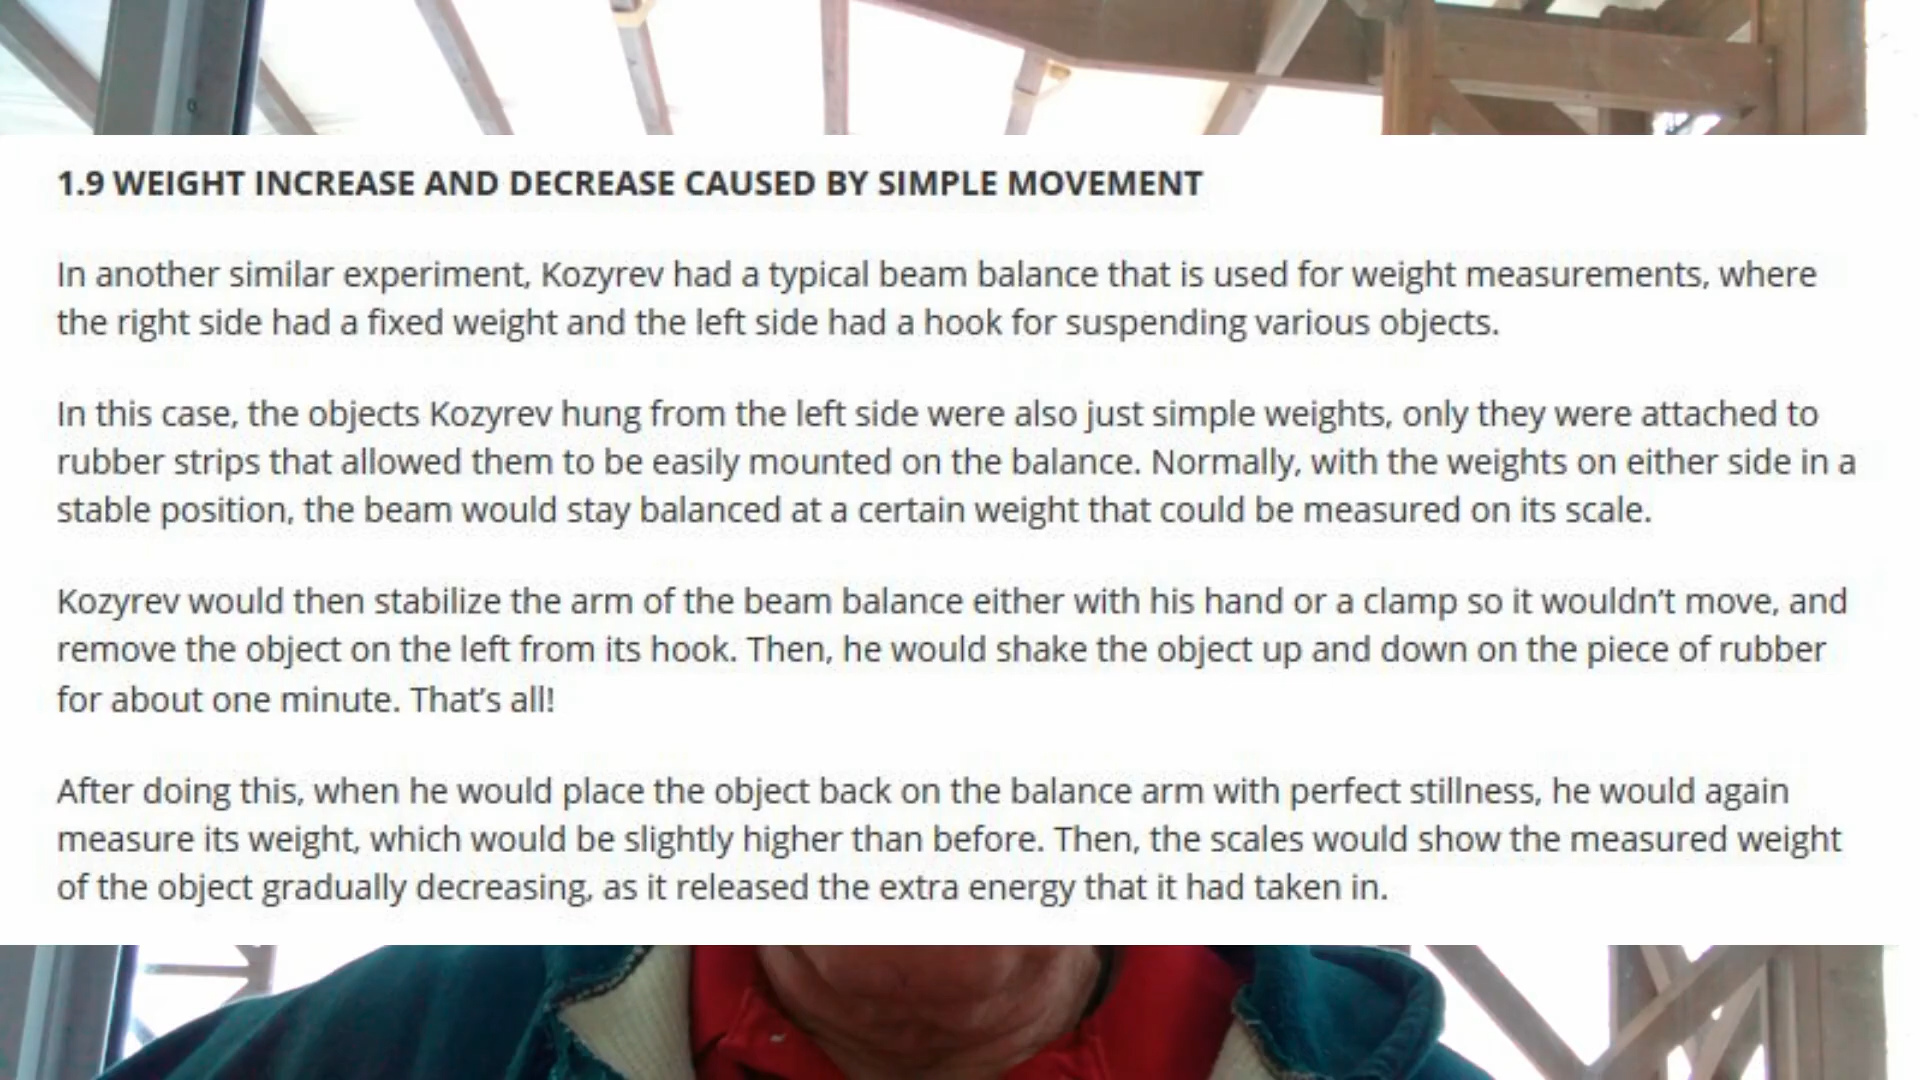 1.9 WEIGHT INCREASE AND DECREASE CAUSED BY SIMPLE MOVEMENT
In another similar experiment, Kozyrev had a typical beam balance that is used for weight measurements, where
the right side had a fixed weight and the left side had a hook for suspending various objects.
In this case, the objects Kozyrev hung from the left side were also just simple weights, only they were attached to
rubber strips that allowed them to be easily mounted on the balance. Normally, with the weights on either side in a
stable position, the beam would stay balanced at a certain weight that could be measured on its scale.
Kozyrev would then stabilize the arm of the beam balance either with his hand or a clamp so it wouldn’t move, and
remove the object on the left from its hook. Then, he would shake the object up and down on the piece of rubber
for about one minute. That’s all!
After doing this, when he would place the object back on the balance arm with perfect stillness, he would again
measure its weight, which would be slightly higher than before. Then, the scales would show the measured weight
of the object gradually decreasing, as it released the extra energy that it had taken in.